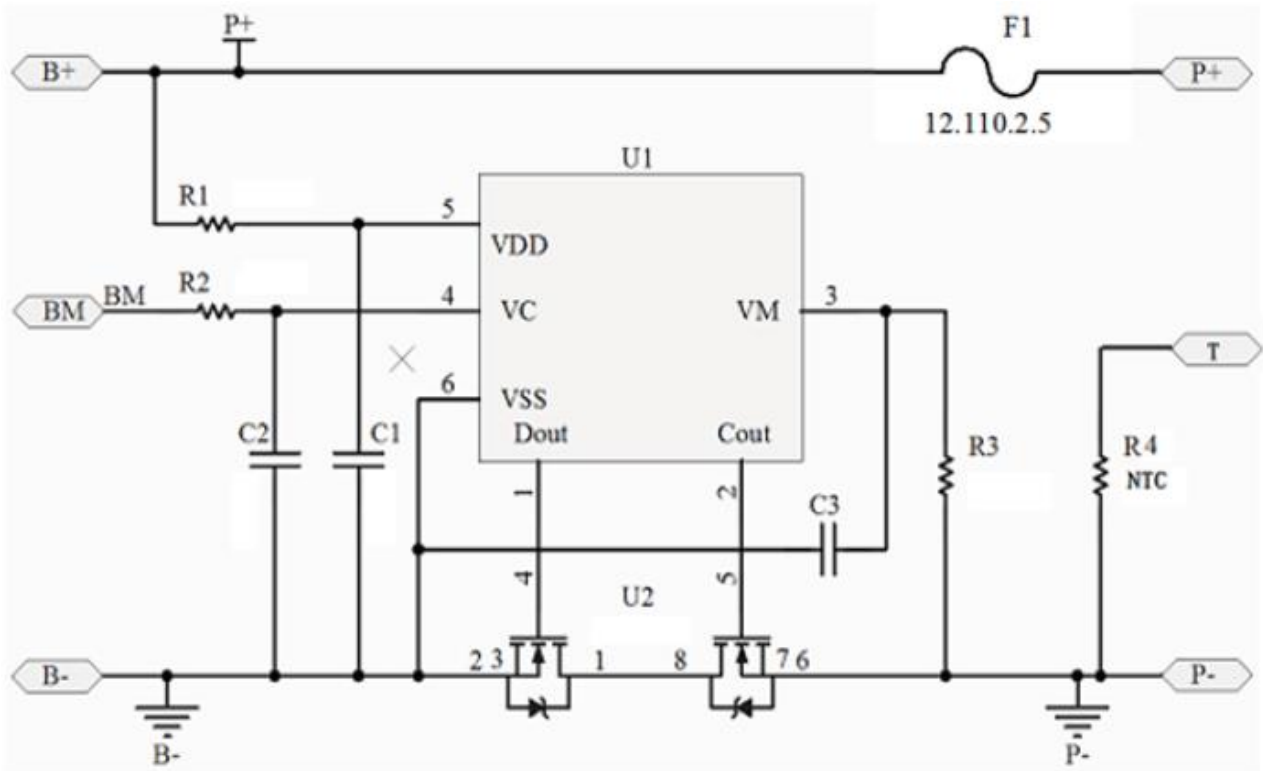 P+
F1
B+
P+
12.110.2.5
U1
R1
5
VDD
R2
BM
BM
4
VC
VM
3
T
6
VSS
C2
C1
Dout
Cout
R3
R4
NTC
1
2
C3
4
5
U2
B-
2 3
1
8
7 6
P-
B-
P-